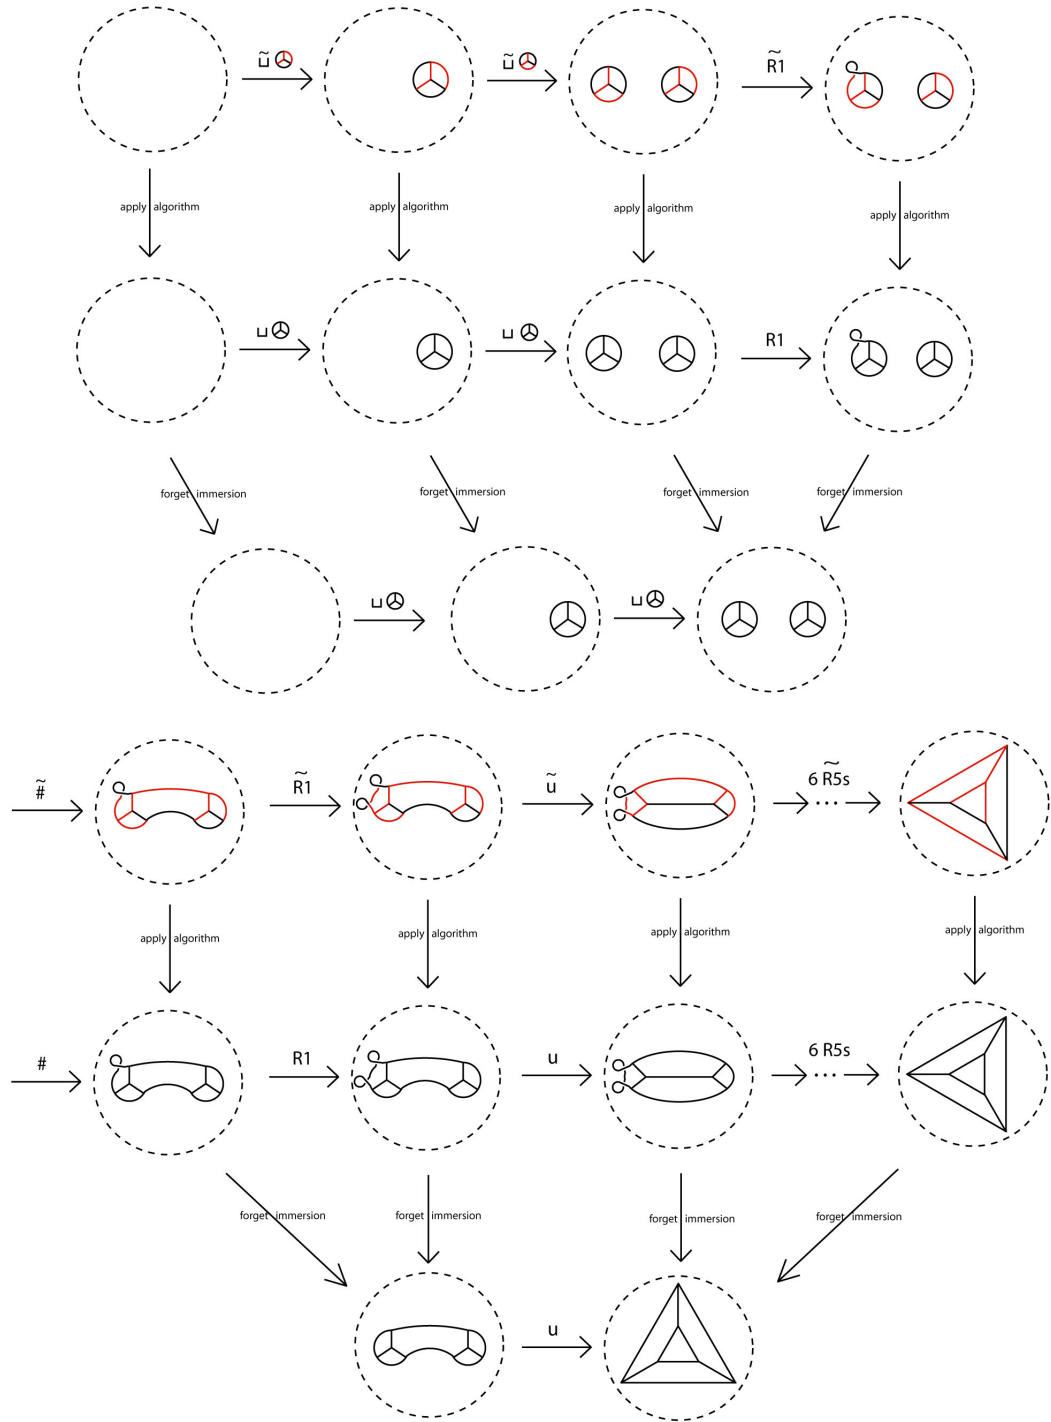 ⊔̃ ⊔̃ R̃1
apply algorithm apply algorithm apply algorithm apply algorithm
⊔ ⊔ R1
forget immersion forget immersion forget immersion forget immersion
⊔ ⊔
#̃ R̃1 ũ 6 R̃5s
apply algorithm apply algorithm apply algorithm apply algorithm
# R1 u 6 R5s
forget immersion forget immersion forget immersion forget immersion
u